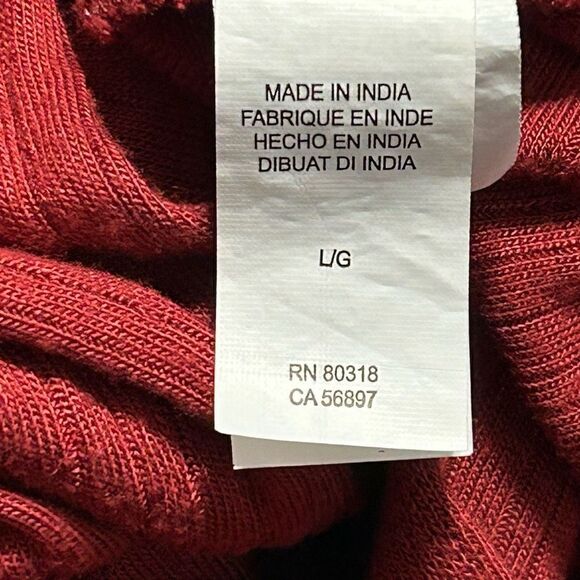 MADE IN INDIA
FABRIQUE EN INDE
HECHO EN INDIA
DIBUAT DI INDIA
L/G
RN 80318
CA 56897